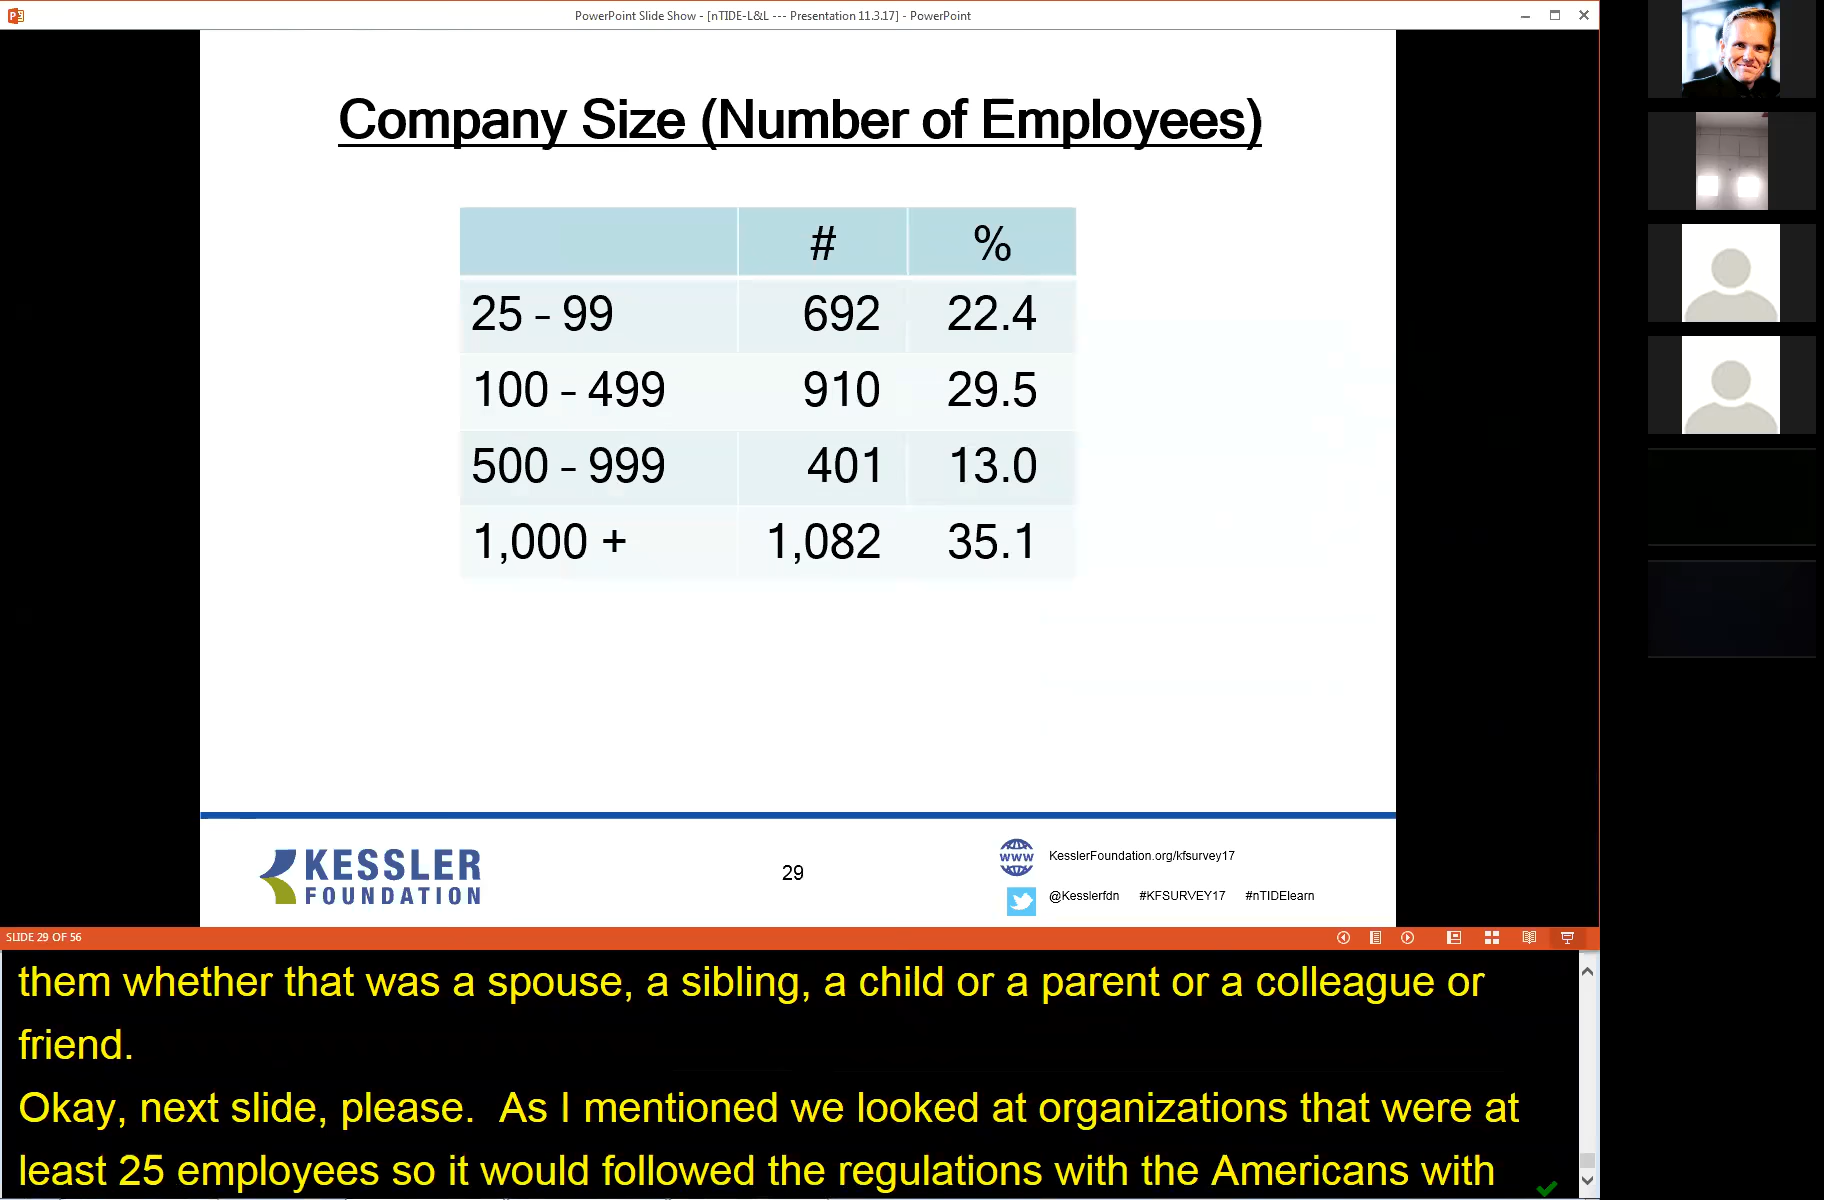 PowerPoint Slide Show - [nTIDE-L&L --- Presentation 11.3.17] - PowerPoint
Company Size (Number of Employees)
# %
25 - 99 692 22.4
100 - 499 910 29.5
500 - 999 401 13.0
1,000 + 1,082 35.1
KESSLER
FOUNDATION
29
www KesslerFoundation.org/kfsurvey17
@Kesslerfdn #KFSURVEY17 #nTIDElearn
SLIDE 29 OF 56
them whether that was a spouse, a sibling, a child or a parent or a colleague or
friend.
Okay, next slide, please. As I mentioned we looked at organizations that were at
least 25 employees so it would followed the regulations with the Americans with